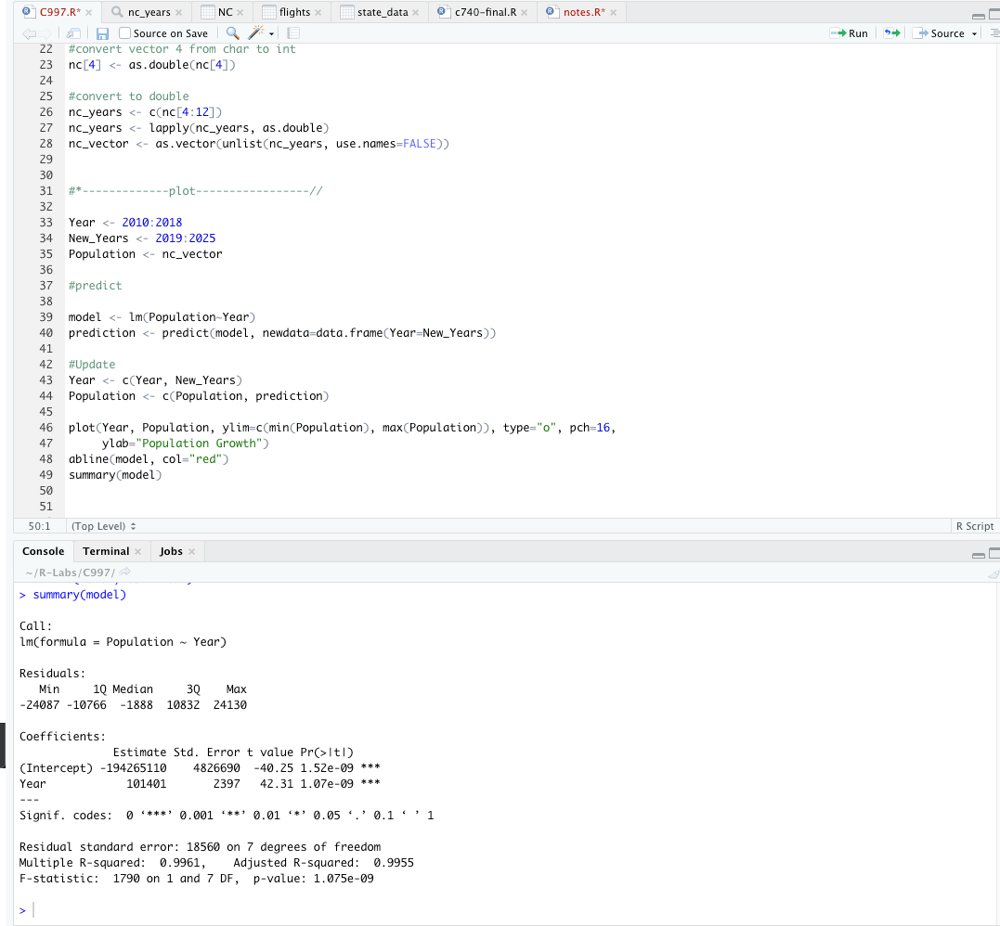 C997.R* × nc_years × NC × flights × state_data × c740-final.R × notes.R* ×
Source on Save Run Source
22 #convert vector 4 from char to int
23 nc[4] <- as.double(nc[4])
24
25 #convert to double
26 nc_years <- c(nc[4:12])
27 nc_years <- lapply(nc_years, as.double)
28 nc_vector <- as.vector(unlist(nc_years, use.names=FALSE))
29
30
31 #*-------------plot-----------------//
32
33 Year <- 2010:2018
34 New_Years <- 2019:2025
35 Population <- nc_vector
36
37 #predict
38
39 model <- lm(Population~Year)
40 prediction <- predict(model, newdata=data.frame(Year=New_Years))
41
42 #Update
43 Year <- c(Year, New_Years)
44 Population <- c(Population, prediction)
45
46 plot(Year, Population, ylim=c(min(Population), max(Population)), type="o", pch=16,
47 ylab="Population Growth")
48 abline(model, col="red")
49 summary(model)
50
51
50:1 (Top Level) R Script
Console Terminal × Jobs ×
~/R-Labs/C997/
> summary(model)
Call:
lm(formula = Population ~ Year)
Residuals:
Min 1Q Median 3Q Max
-24087 -10766 -1888 10832 24130
Coefficients:
Estimate Std. Error t value Pr(>|t|)
(Intercept) -194265110 4826690 -40.25 1.52e-09 ***
Year 101401 2397 42.31 1.07e-09 ***
---
Signif. codes: 0 ‘***’ 0.001 ‘**’ 0.01 ‘*’ 0.05 ‘.’ 0.1 ‘ ’ 1
Residual standard error: 18560 on 7 degrees of freedom
Multiple R-squared: 0.9961, Adjusted R-squared: 0.9955
F-statistic: 1790 on 1 and 7 DF, p-value: 1.075e-09
>